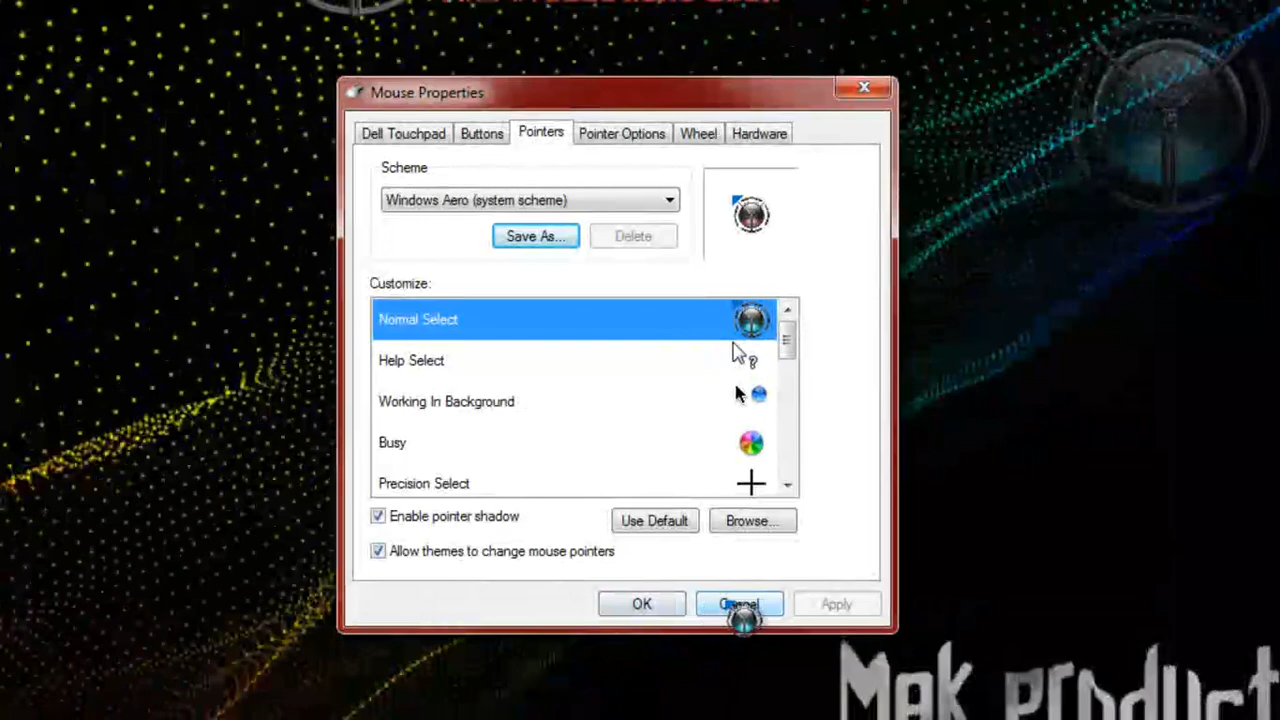 Mouse Properties
Dell Touchpad Buttons Pointers Pointer Options Wheel Hardware
Scheme
Windows Aero (system scheme)
Save As... Delete
Customize:
Normal Select
Help Select
Working In Background
Busy
Precision Select
Enable pointer shadow
Use Default Browse...
Allow themes to change mouse pointers
OK Cancel Apply
Mek product